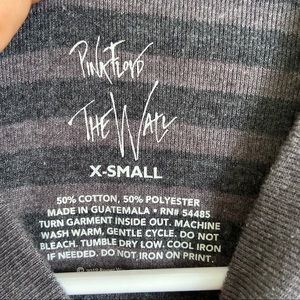 PINK FLOYD
THE WALL
X-SMALL
50% COTTON, 50% POLYESTER
MADE IN GUATEMALA • RN# 54485
TURN GARMENT INSIDE OUT. MACHINE
WASH WARM, GENTLE CYCLE. DO NOT
BLEACH. TUMBLE DRY LOW. COOL IRON
IF NEEDED. DO NOT IRON ON PRINT.